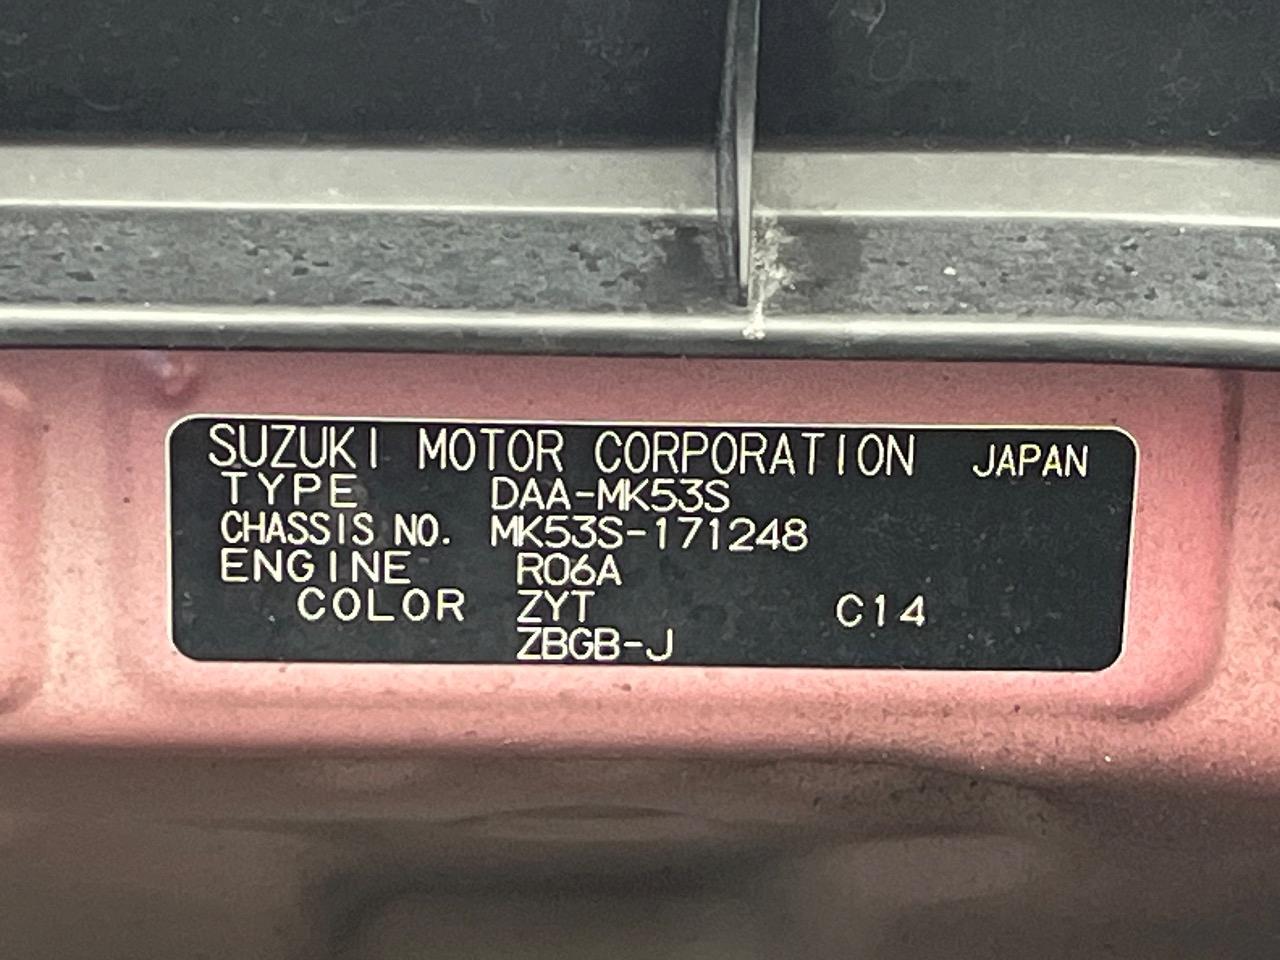 SUZUKI MOTOR CORPORATION JAPAN
TYPE DAA-MK53S
CHASSIS NO. MK53S-171248
ENGINE R06A
COLOR ZYT C14
ZBGB-J